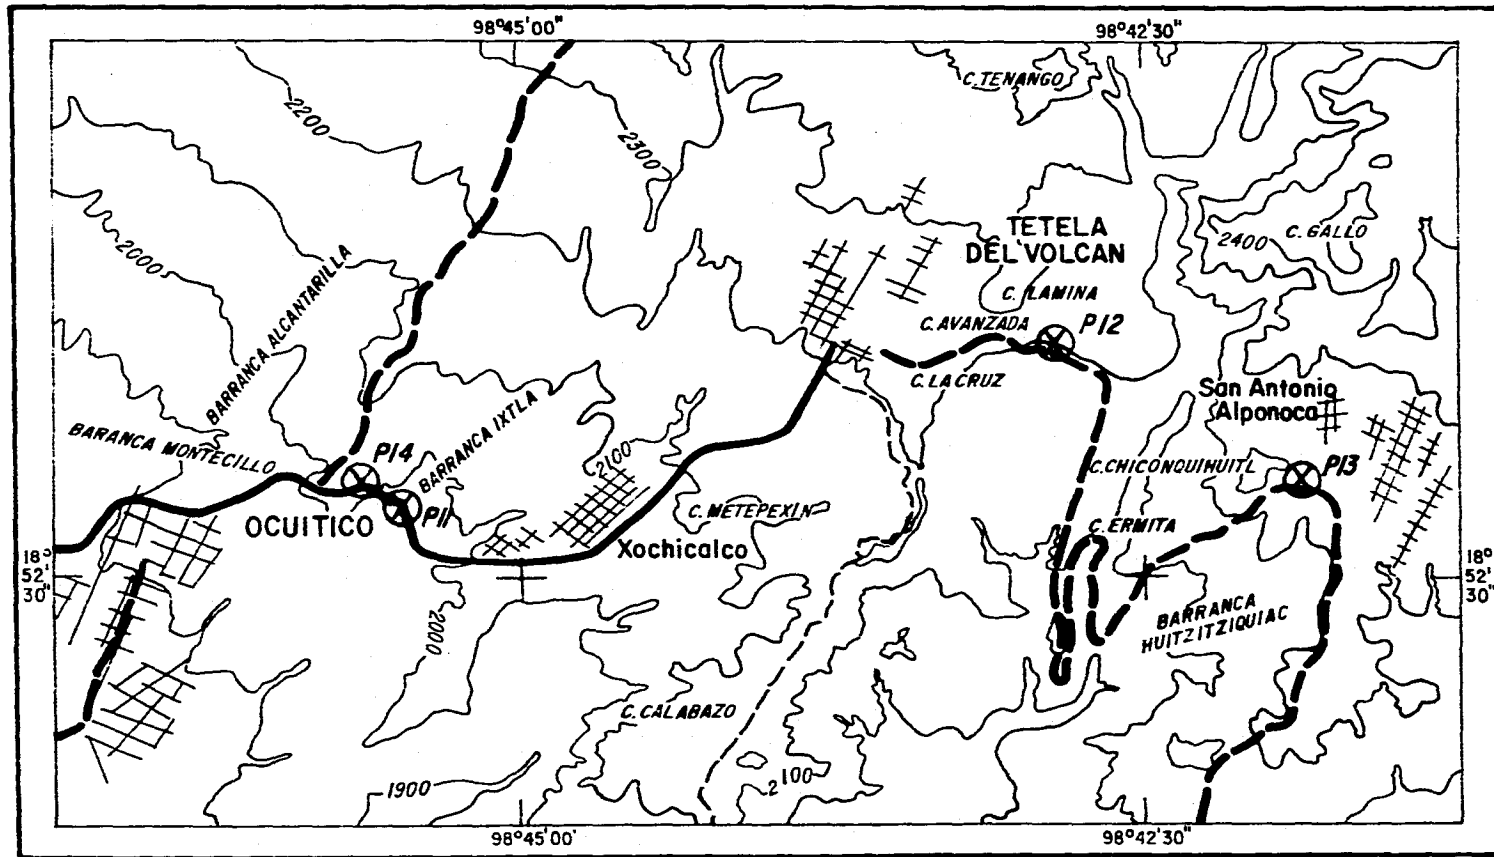 98°45'00"
98°42'30"
C. TENANGO
2200
2300
TETELA
DEL VOLCAN
2400
C. GALLO
2000
BARRANCA ALCANTARILLA
C. LAMINA
C. AVANZADA
P12
C. LA CRUZ
San Antonio
Alponoca
BARANCA MONTECILLO
P14
BARRANCA IXTLA
2100
C. CHICONQUIHUITL
P13
OCUITICO
P11
C. METEPEXIN
C. ERMITA
Xochicalco
18°
52'
30"
18°
52'
30"
BARRANCA
HUITZITZIQUIAC
2000
C. CALABAZO
1900
2100
98°45'00'
98°42'30"